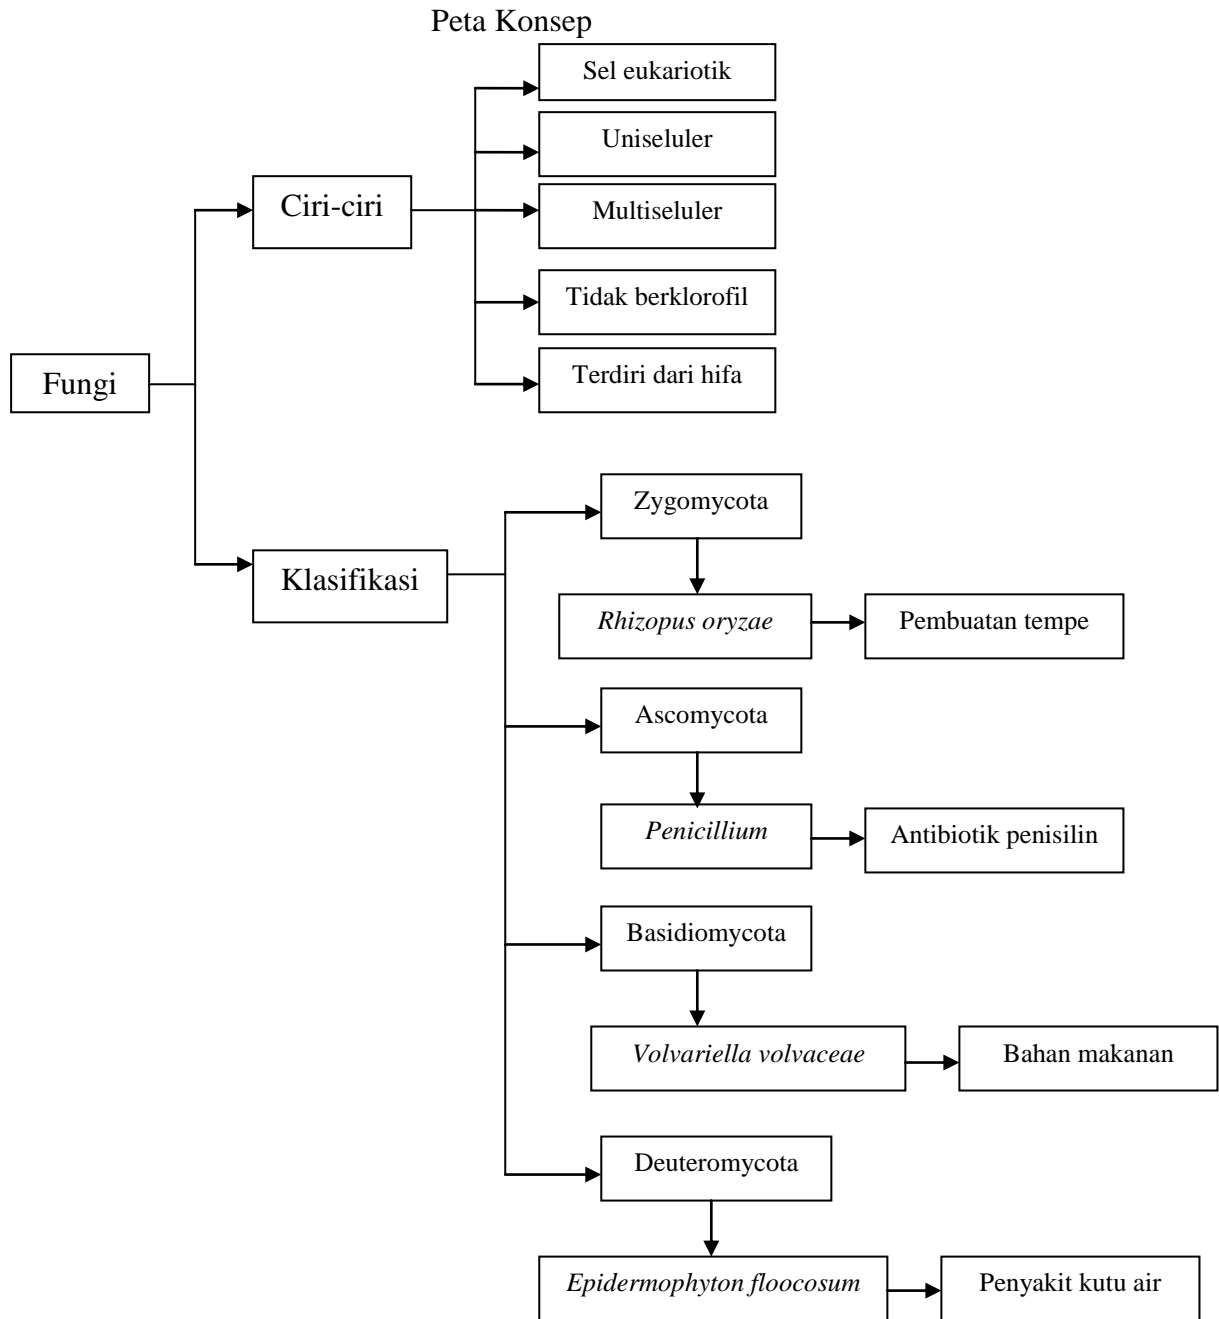 Peta Konsep
Sel eukariotik
Uniseluler
Ciri-ciri
Multiseluler
Tidak berklorofil
Fungi
Terdiri dari hifa
Zygomycota
Klasifikasi
Rhizopus oryzae
Pembuatan tempe
Ascomycota
Penicillium
Antibiotik penisilin
Basidiomycota
Volvariella volvaceae
Bahan makanan
Deuteromycota
Epidermophyton floocosum
Penyakit kutu air